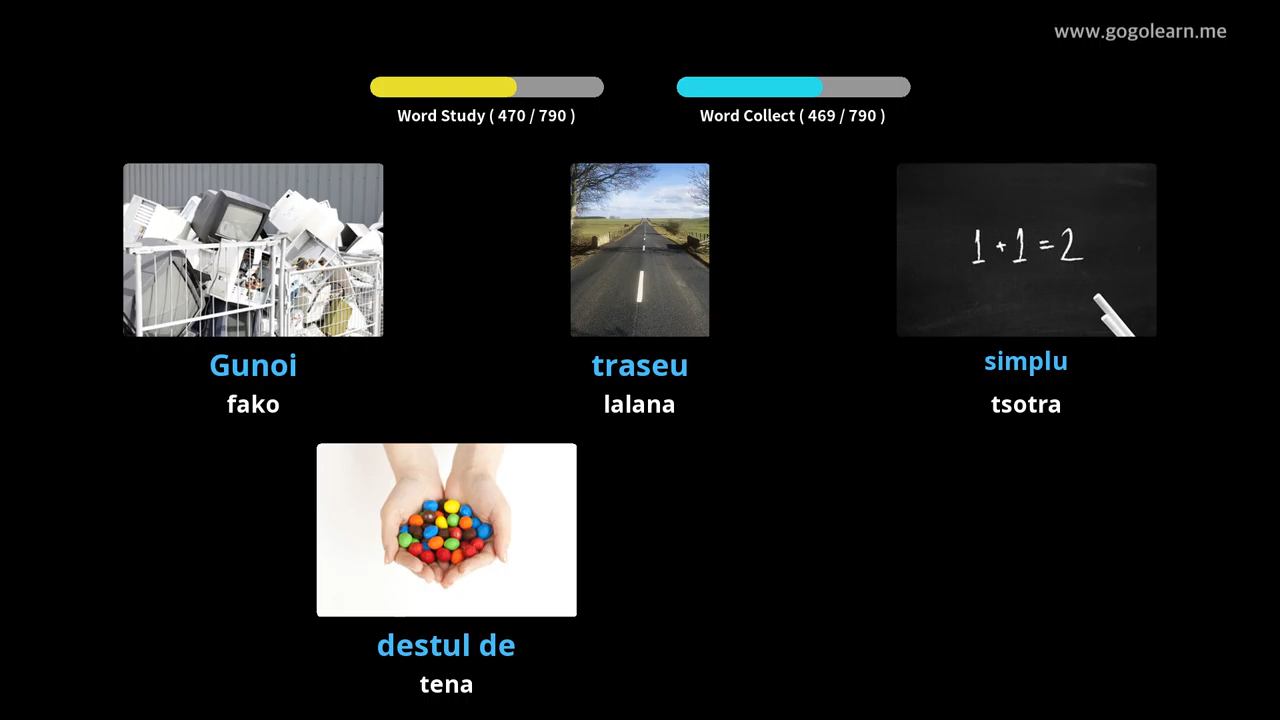 www.gogolearn.me
Word Study ( 470 / 790 )
Word Collect ( 469 / 790 )
1 + 1 = 2
Gunoi
fako
traseu
lalana
simplu
tsotra
destul de
tena